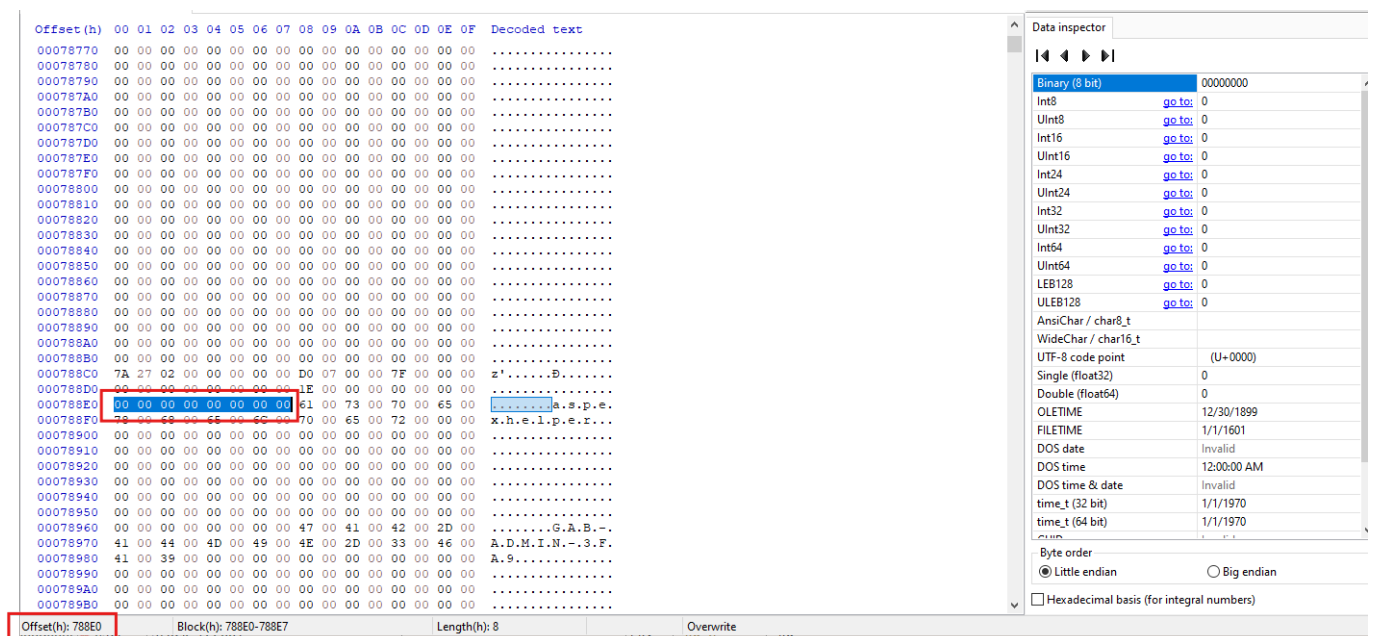 Offset(h) 00 01 02 03 04 05 06 07 08 09 0A 0B 0C 0D 0E 0F Decoded text
00078770 00 00 00 00 00 00 00 00 00 00 00 00 00 00 00 00 ................
00078780 00 00 00 00 00 00 00 00 00 00 00 00 00 00 00 00 ................
00078790 00 00 00 00 00 00 00 00 00 00 00 00 00 00 00 00 ................
000787A0 00 00 00 00 00 00 00 00 00 00 00 00 00 00 00 00 ................
000787B0 00 00 00 00 00 00 00 00 00 00 00 00 00 00 00 00 ................
000787C0 00 00 00 00 00 00 00 00 00 00 00 00 00 00 00 00 ................
000787D0 00 00 00 00 00 00 00 00 00 00 00 00 00 00 00 00 ................
000787E0 00 00 00 00 00 00 00 00 00 00 00 00 00 00 00 00 ................
000787F0 00 00 00 00 00 00 00 00 00 00 00 00 00 00 00 00 ................
00078800 00 00 00 00 00 00 00 00 00 00 00 00 00 00 00 00 ................
00078810 00 00 00 00 00 00 00 00 00 00 00 00 00 00 00 00 ................
00078820 00 00 00 00 00 00 00 00 00 00 00 00 00 00 00 00 ................
00078830 00 00 00 00 00 00 00 00 00 00 00 00 00 00 00 00 ................
00078840 00 00 00 00 00 00 00 00 00 00 00 00 00 00 00 00 ................
00078850 00 00 00 00 00 00 00 00 00 00 00 00 00 00 00 00 ................
00078860 00 00 00 00 00 00 00 00 00 00 00 00 00 00 00 00 ................
00078870 00 00 00 00 00 00 00 00 00 00 00 00 00 00 00 00 ................
00078880 00 00 00 00 00 00 00 00 00 00 00 00 00 00 00 00 ................
00078890 00 00 00 00 00 00 00 00 00 00 00 00 00 00 00 00 ................
000788A0 00 00 00 00 00 00 00 00 00 00 00 00 00 00 00 00 ................
000788B0 00 00 00 00 00 00 00 00 00 00 00 00 00 00 00 00 ................
000788C0 7A 27 02 00 00 00 00 00 D0 07 00 00 7F 00 00 00 z'......Ð.......
000788D0 00 00 00 00 00 00 00 00 1E 00 00 00 00 00 00 00 ................
000788E0 00 00 00 00 00 00 00 00 61 00 73 00 70 00 65 00 ........a.s.p.e.
000788F0 78 00 68 00 65 00 6C 00 70 00 65 00 72 00 00 00 x.h.e.l.p.e.r...
00078900 00 00 00 00 00 00 00 00 00 00 00 00 00 00 00 00 ................
00078910 00 00 00 00 00 00 00 00 00 00 00 00 00 00 00 00 ................
00078920 00 00 00 00 00 00 00 00 00 00 00 00 00 00 00 00 ................
00078930 00 00 00 00 00 00 00 00 00 00 00 00 00 00 00 00 ................
00078940 00 00 00 00 00 00 00 00 00 00 00 00 00 00 00 00 ................
00078950 00 00 00 00 00 00 00 00 00 00 00 00 00 00 00 00 ................
00078960 00 00 00 00 00 00 00 00 47 00 41 00 42 00 2D 00 ........G.A.B.-.
00078970 41 00 44 00 4D 00 49 00 4E 00 2D 00 33 00 46 00 A.D.M.I.N.-.3.F.
00078980 41 00 39 00 00 00 00 00 00 00 00 00 00 00 00 00 A.9.............
00078990 00 00 00 00 00 00 00 00 00 00 00 00 00 00 00 00 ................
000789A0 00 00 00 00 00 00 00 00 00 00 00 00 00 00 00 00 ................
000789B0 00 00 00 00 00 00 00 00 00 00 00 00 00 00 00 00 ................
Data inspector
Binary (8 bit) 00000000
Int8 go to: 0
UInt8 go to: 0
Int16 go to: 0
UInt16 go to: 0
Int24 go to: 0
UInt24 go to: 0
Int32 go to: 0
UInt32 go to: 0
Int64 go to: 0
UInt64 go to: 0
LEB128 go to: 0
ULEB128 go to: 0
AnsiChar / char8_t
WideChar / char16_t
UTF-8 code point (U+0000)
Single (float32) 0
Double (float64) 0
OLETIME 12/30/1899
FILETIME 1/1/1601
DOS date Invalid
DOS time 12:00:00 AM
DOS time & date Invalid
time_t (32 bit) 1/1/1970
time_t (64 bit) 1/1/1970
Byte order
Little endian Big endian
Hexadecimal basis (for integral numbers)
Offset(h): 788E0 Block(h): 788E0-788E7 Length(h): 8 Overwrite